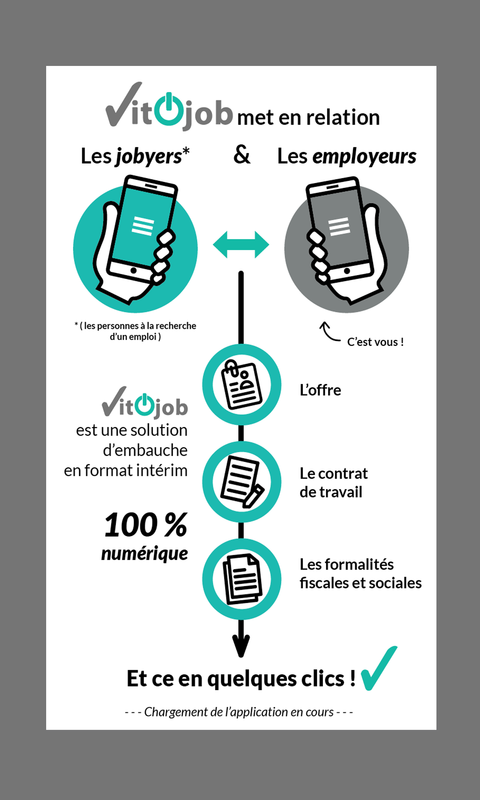 Vitojob met en relation
Les jobyers* & Les employeurs
* ( les personnes à la recherche
d'un emploi )
C'est vous !
L'offre
Vitojob
est une solution
d'embauche
en format intérim
100 %
numérique
Le contrat
de travail
Les formalités
fiscales et sociales
Et ce en quelques clics !
- - - Chargement de l'application en cours - - -